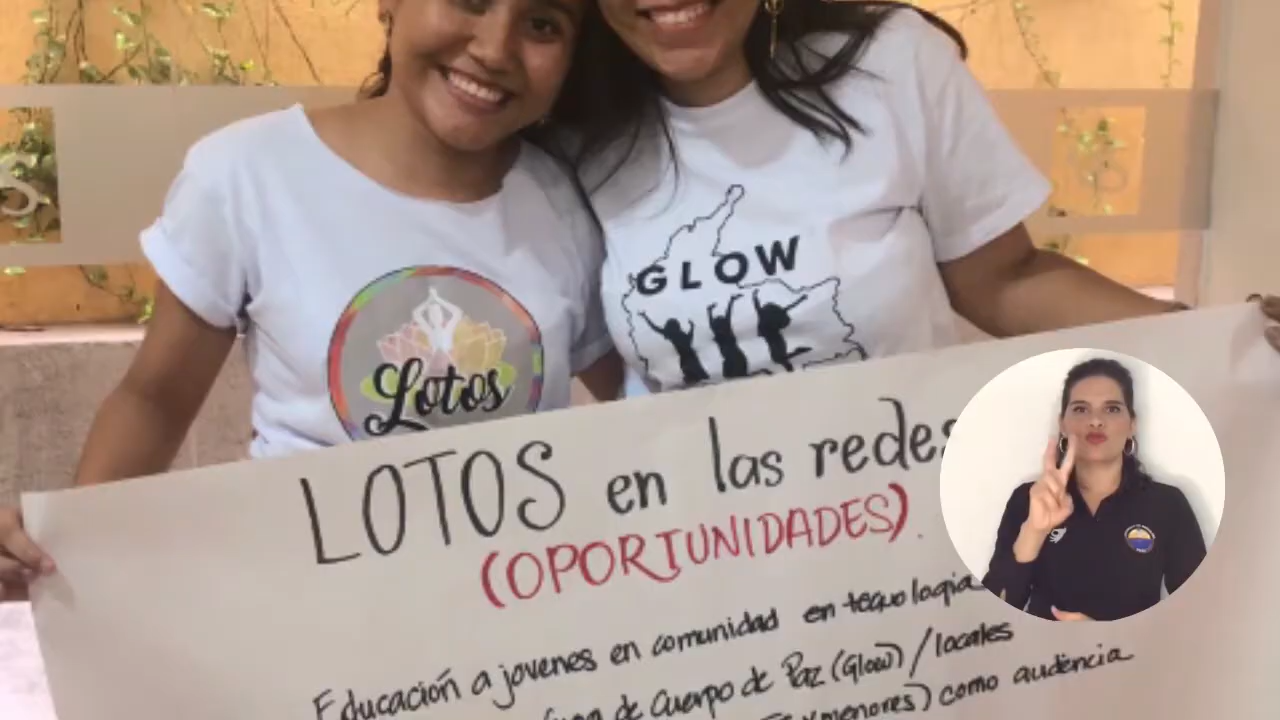 GLOW
Lotos
LOTOS en las redes
(OPORTUNIDADES).
Educación a jovenes en comunidad en tecnologia
de Cuerpo de Paz (Glow) / locales
menores) como audencia